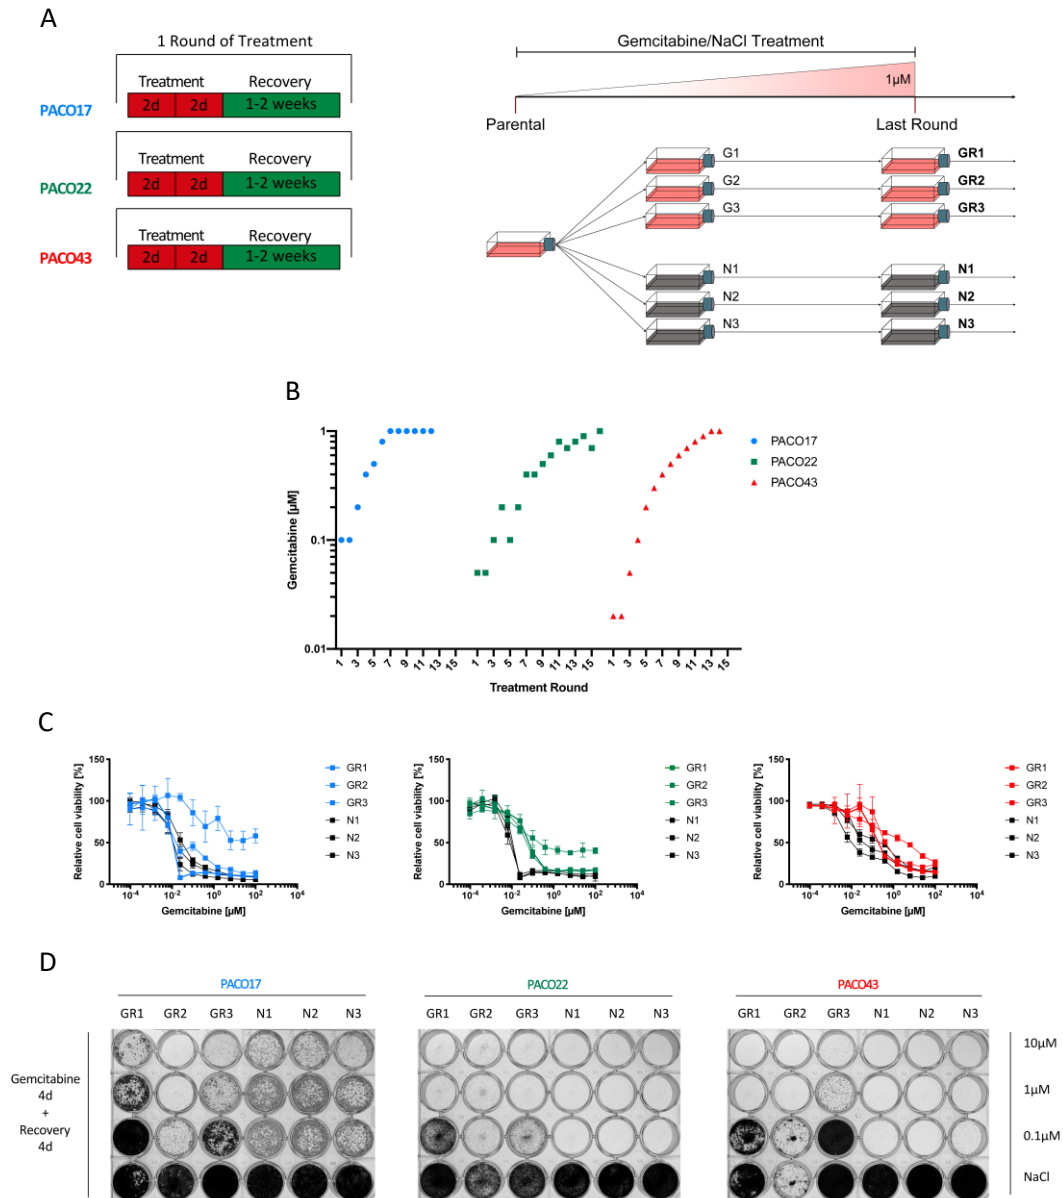 A
1 Round of Treatment
Treatment Recovery
PACO17 2d 2d 1-2 weeks
Treatment Recovery
PACO22 2d 2d 1-2 weeks
Treatment Recovery
PACO43 2d 2d 1-2 weeks
Gemcitabine/NaCl Treatment
1µM
Parental Last Round
G1 GR1
G2 GR2
G3 GR3
N1 N1
N2 N2
N3 N3
B
Gemcitabine [µM]
1
0.1
0.01
1 3 5 7 9 11 13 15 1 3 5 7 9 11 13 15 1 3 5 7 9 11 13 15
Treatment Round
PACO17
PACO22
PACO43
C
Relative cell viability [%]
150
100
50
0
10-4 10-2 100 102 104
Gemcitabine [µM]
GR1
GR2
GR3
N1
N2
N3
Relative cell viability [%]
150
100
50
0
10-4 10-2 100 102 104
Gemcitabine [µM]
GR1
GR2
GR3
N1
N2
N3
Relative cell viability [%]
150
100
50
0
10-4 10-2 100 102 104
Gemcitabine [µM]
GR1
GR2
GR3
N1
N2
N3
D
PACO17 PACO22 PACO43
GR1 GR2 GR3 N1 N2 N3 GR1 GR2 GR3 N1 N2 N3 GR1 GR2 GR3 N1 N2 N3
Gemcitabine
4d
+
Recovery
4d
10µM
1µM
0.1µM
NaCl